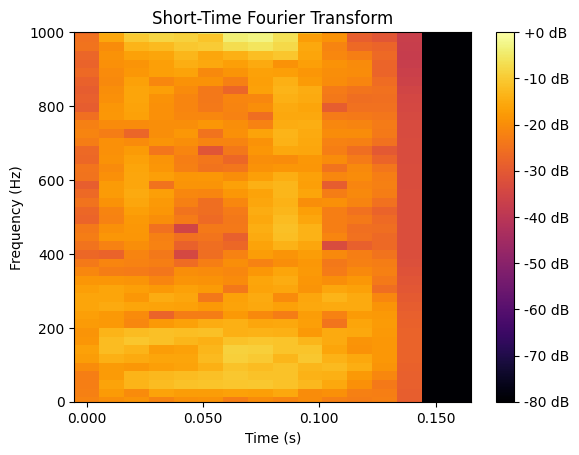 Short-Time Fourier Transform
1000
800
600
400
200
0
Frequency (Hz)
0.000
0.050
0.100
0.150
Time (s)
+0 dB
-10 dB
-20 dB
-30 dB
-40 dB
-50 dB
-60 dB
-70 dB
-80 dB